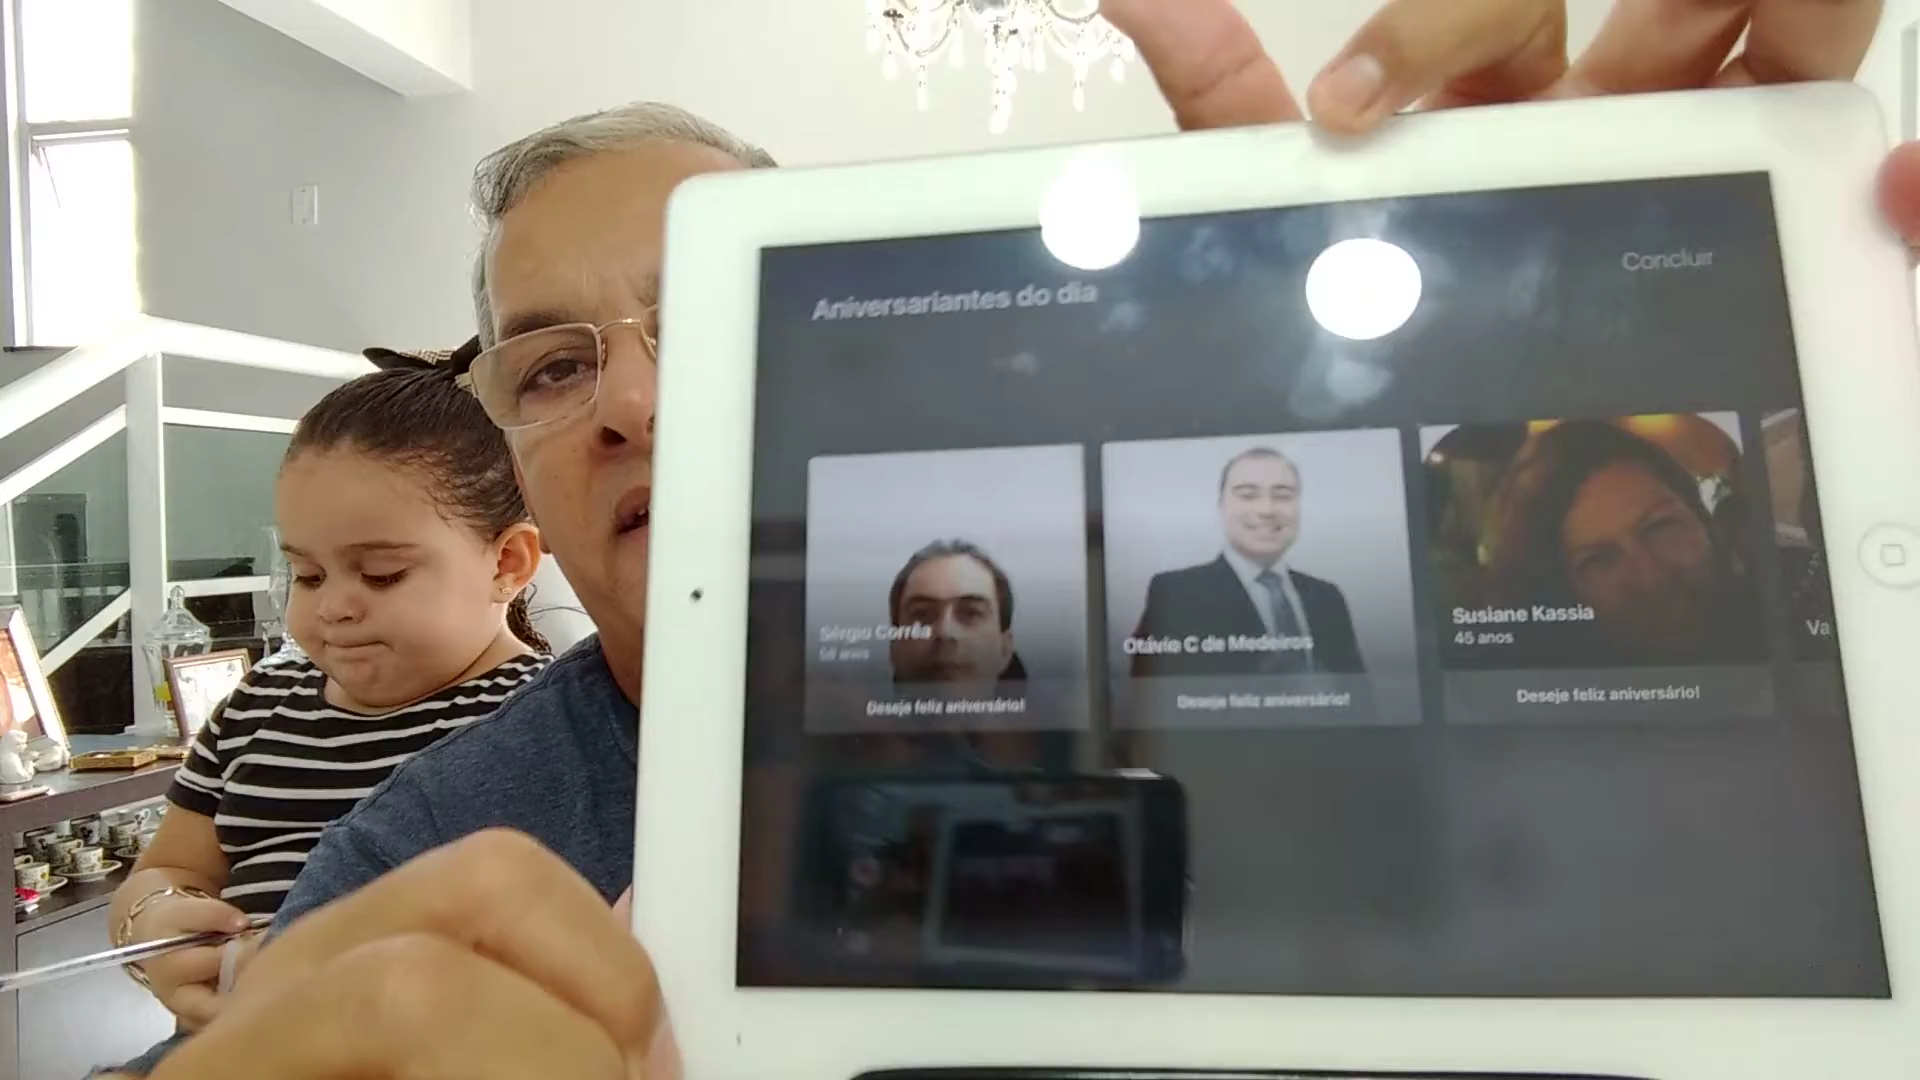 Aniversariantes do dia
Concluir
Sérgio Corrêa
Deseje feliz aniversário!
Otávio C de Medeiros
Deseje feliz aniversário!
Susiane Kassia
45 anos
Deseje feliz aniversário!
Va